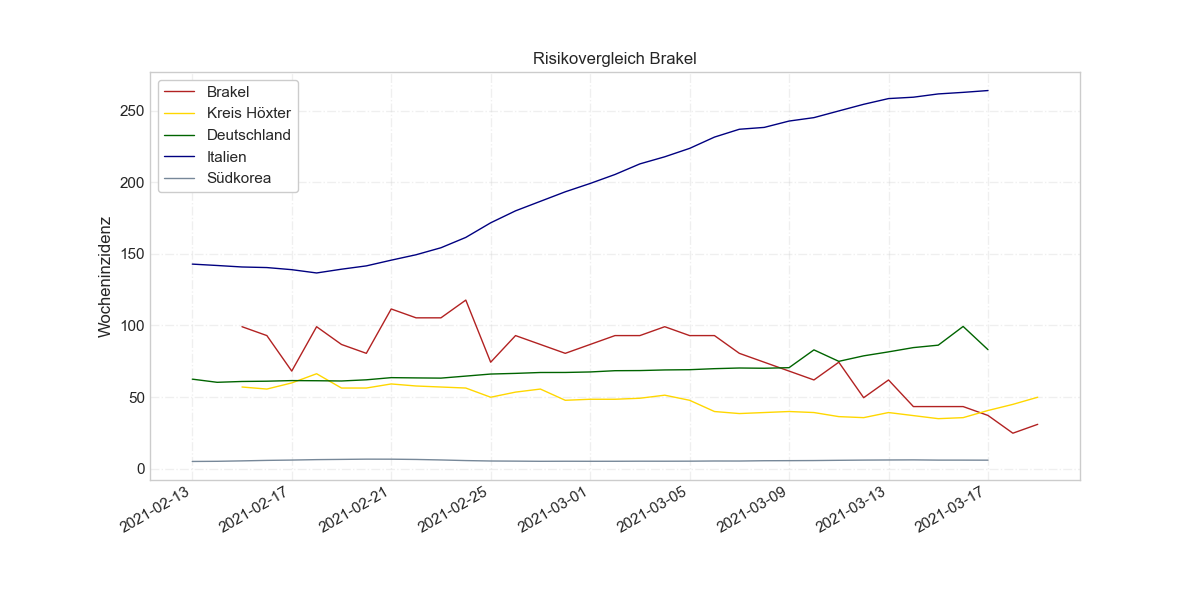 Risikovergleich Brakel
Brakel
Kreis Höxter
Deutschland
Italien
Südkorea
Wocheninzidenz
250
200
150
100
50
0
2021-02-13
2021-02-17
2021-02-21
2021-02-25
2021-03-01
2021-03-05
2021-03-09
2021-03-13
2021-03-17